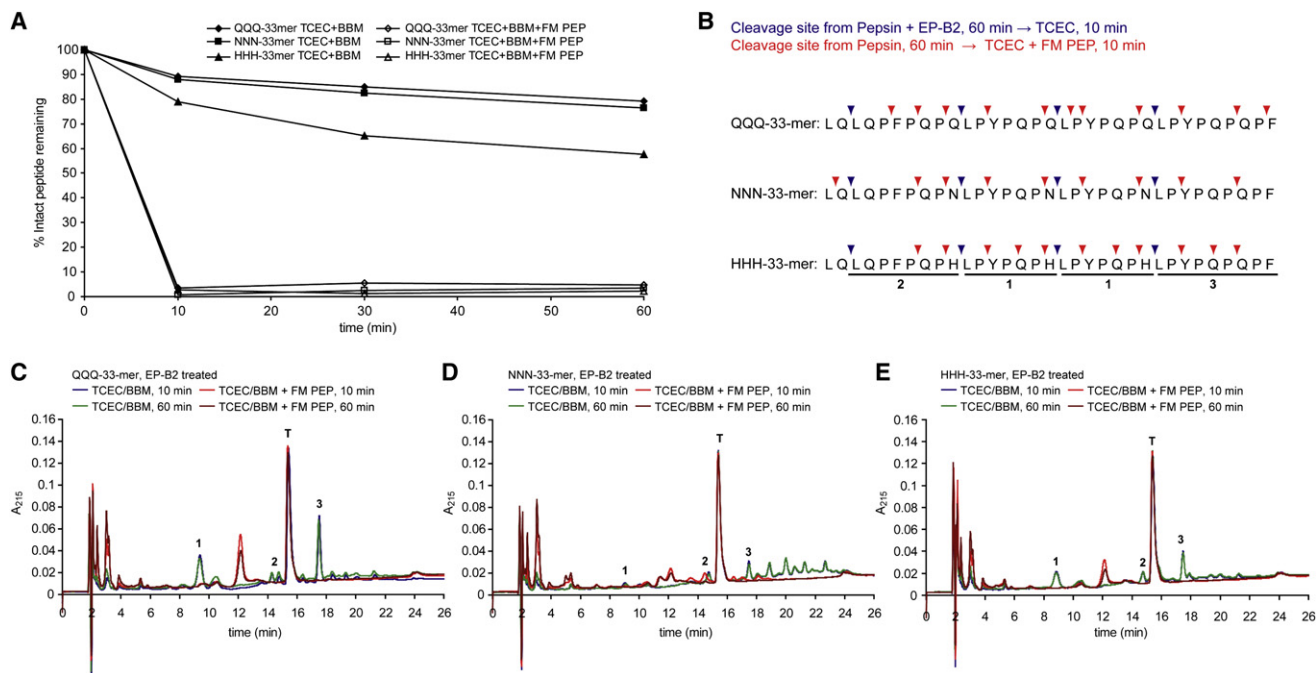 A
QQQ-33mer TCEC+BBM
NNN-33mer TCEC+BBM
HHH-33mer TCEC+BBM
QQQ-33mer TCEC+BBM+FM PEP
NNN-33mer TCEC+BBM+FM PEP
HHH-33mer TCEC+BBM+FM PEP
% Intact peptide remaining
100
90
80
70
60
50
40
30
20
10
0
0 10 20 30 40 50 60
time (min)
B
Cleavage site from Pepsin + EP-B2, 60 min → TCEC, 10 min
Cleavage site from Pepsin, 60 min → TCEC + FM PEP, 10 min
QQQ-33-mer: L Q L Q P F P Q P Q L P Y P Q P Q L P Y P Q P Q L P Y P Q P Q P F
NNN-33-mer: L Q L Q P F P Q P N L P Y P Q P N L P Y P Q P N L P Y P Q P Q P F
HHH-33-mer: L Q L Q P F P Q P H L P Y P Q P H L P Y P Q P H L P Y P Q P Q P F
2 1 1 3
C
QQQ-33-mer, EP-B2 treated
TCEC/BBM, 10 min TCEC/BBM + FM PEP, 10 min
TCEC/BBM, 60 min TCEC/BBM + FM PEP, 60 min
A215
0.16
0.14
0.12
0.1
0.08
0.06
0.04
0.02
0
T
1
2
3
0 2 4 6 8 10 12 14 16 18 20 22 24 26
time (min)
D
NNN-33-mer, EP-B2 treated
TCEC/BBM, 10 min TCEC/BBM + FM PEP, 10 min
TCEC/BBM, 60 min TCEC/BBM + FM PEP, 60 min
A215
0.16
0.14
0.12
0.1
0.08
0.06
0.04
0.02
0
T
1
2
3
0 2 4 6 8 10 12 14 16 18 20 22 24 26
time (min)
E
HHH-33-mer, EP-B2 treated
TCEC/BBM, 10 min TCEC/BBM + FM PEP, 10 min
TCEC/BBM, 60 min TCEC/BBM + FM PEP, 60 min
A215
0.16
0.14
0.12
0.1
0.08
0.06
0.04
0.02
0
T
1
2
3
0 2 4 6 8 10 12 14 16 18 20 22 24 26
time (min)